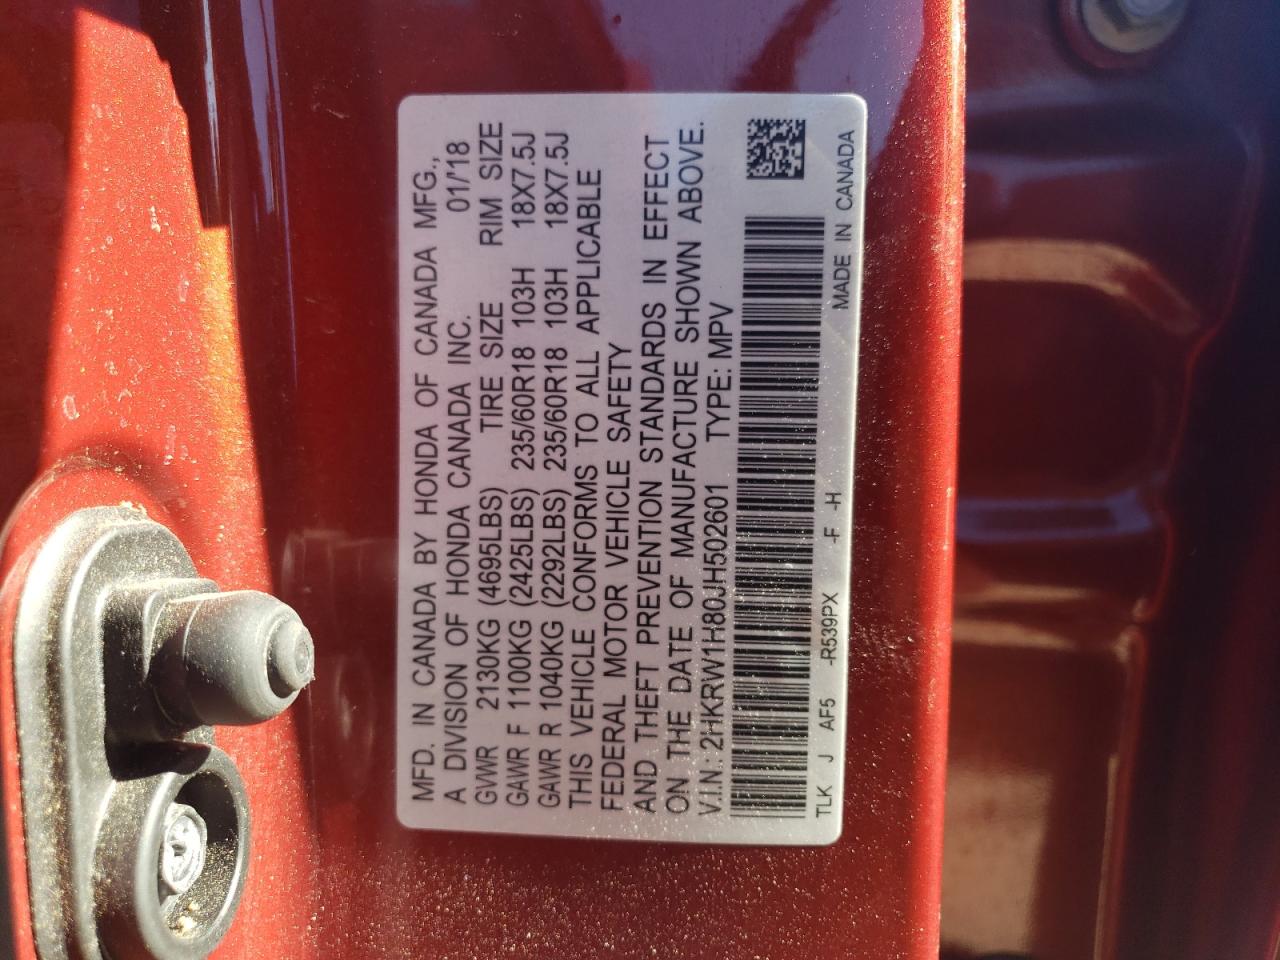 MFD. IN CANADA BY HONDA OF CANADA MFG.,
A DIVISION OF HONDA CANADA INC. 01/'18
GVWR 2130KG (4695LBS) TIRE SIZE RIM SIZE
GAWR F 1100KG (2425LBS) 235/60R18 103H 18X7.5J
GAWR R 1040KG (2292LBS) 235/60R18 103H 18X7.5J
THIS VEHICLE CONFORMS TO ALL APPLICABLE
FEDERAL MOTOR VEHICLE SAFETY
AND THEFT PREVENTION STANDARDS IN EFFECT
ON THE DATE OF MANUFACTURE SHOWN ABOVE.
V.I.N.: 2HKRW1H80JH502601 TYPE: MPV
TLK J AF5 -R539PX -F -H MADE IN CANADA